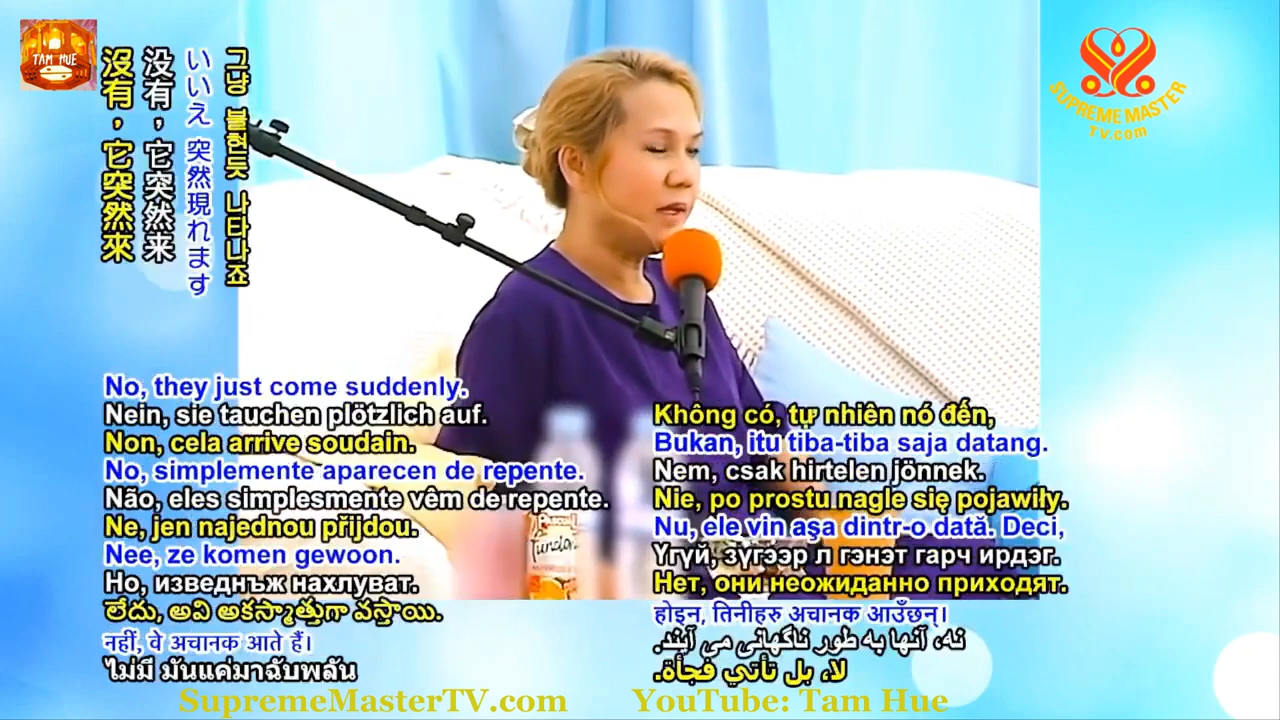 TAM HUE
沒有，它突然來
没有，它突然来
いいえ 突然現れます
그냥 불현듯 나타나죠
SUPREME MASTER
TV.com
No, they just come suddenly.
Nein, sie tauchen plötzlich auf.
Non, cela arrive soudain.
No, simplemente aparecen de repente.
Não, eles simplesmente vêm de repente.
Ne, jen najednou přijdou.
Nee, ze komen gewoon.
Но, изведнъж нахлуват.
లేదు, అవి అకస్మాత్తుగా వస్తాయి.
नहीं, वे अचानक आते हैं।
ไม่มี มันแค่มาฉับพลัน
Không có, tự nhiên nó đến,
Bukan, itu tiba-tiba saja datang.
Nem, csak hirtelen jönnek.
Nie, po prostu nagle się pojawiły.
Nu, ele vin aşa dintr-o dată. Deci,
Үгүй, зүгээр л гэнэт гарч ирдэг.
Нет, они неожиданно приходят.
होइन, तिनीहरु अचानक आउँछन्।
نه، آنها به طور ناگهانی می آیند.
لا، بل تأتي فجأة.
SupremeMasterTV.com
YouTube: Tam Hue